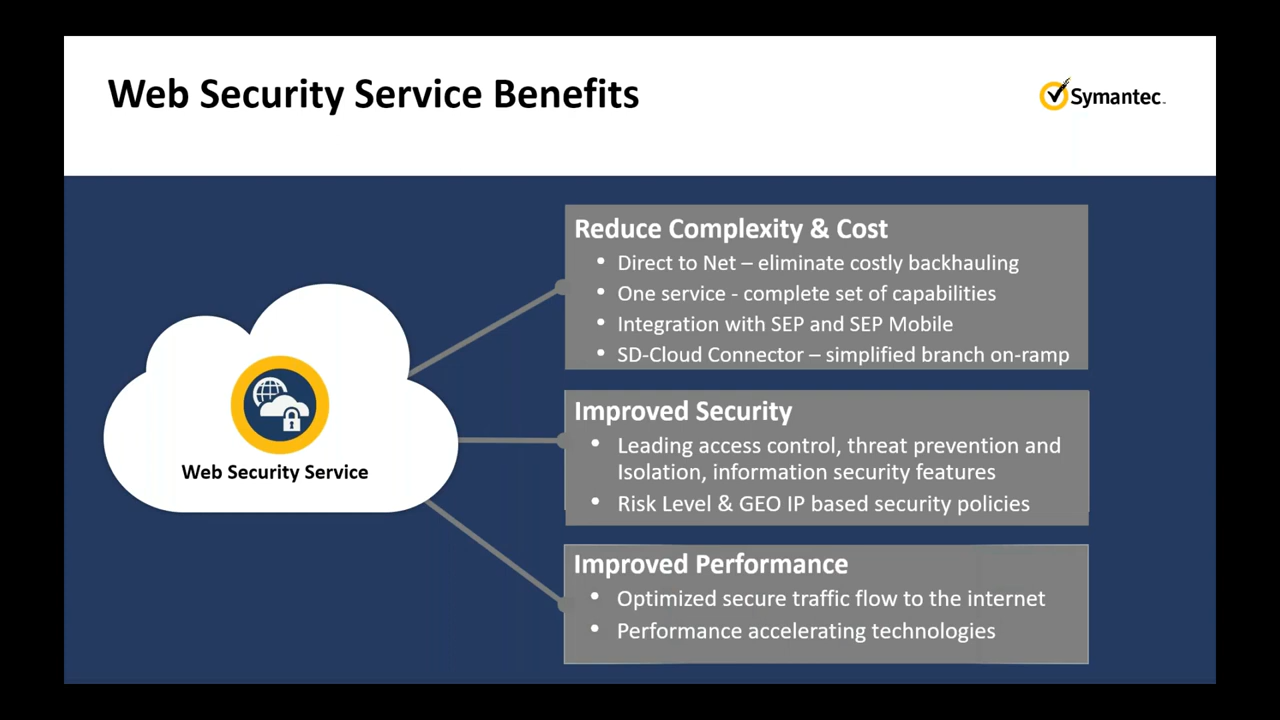 Web Security Service Benefits
Symantec™
Reduce Complexity & Cost
• Direct to Net – eliminate costly backhauling
• One service - complete set of capabilities
• Integration with SEP and SEP Mobile
• SD-Cloud Connector – simplified branch on-ramp
Web Security Service
Improved Security
• Leading access control, threat prevention and
Isolation, information security features
• Risk Level & GEO IP based security policies
Improved Performance
• Optimized secure traffic flow to the internet
• Performance accelerating technologies